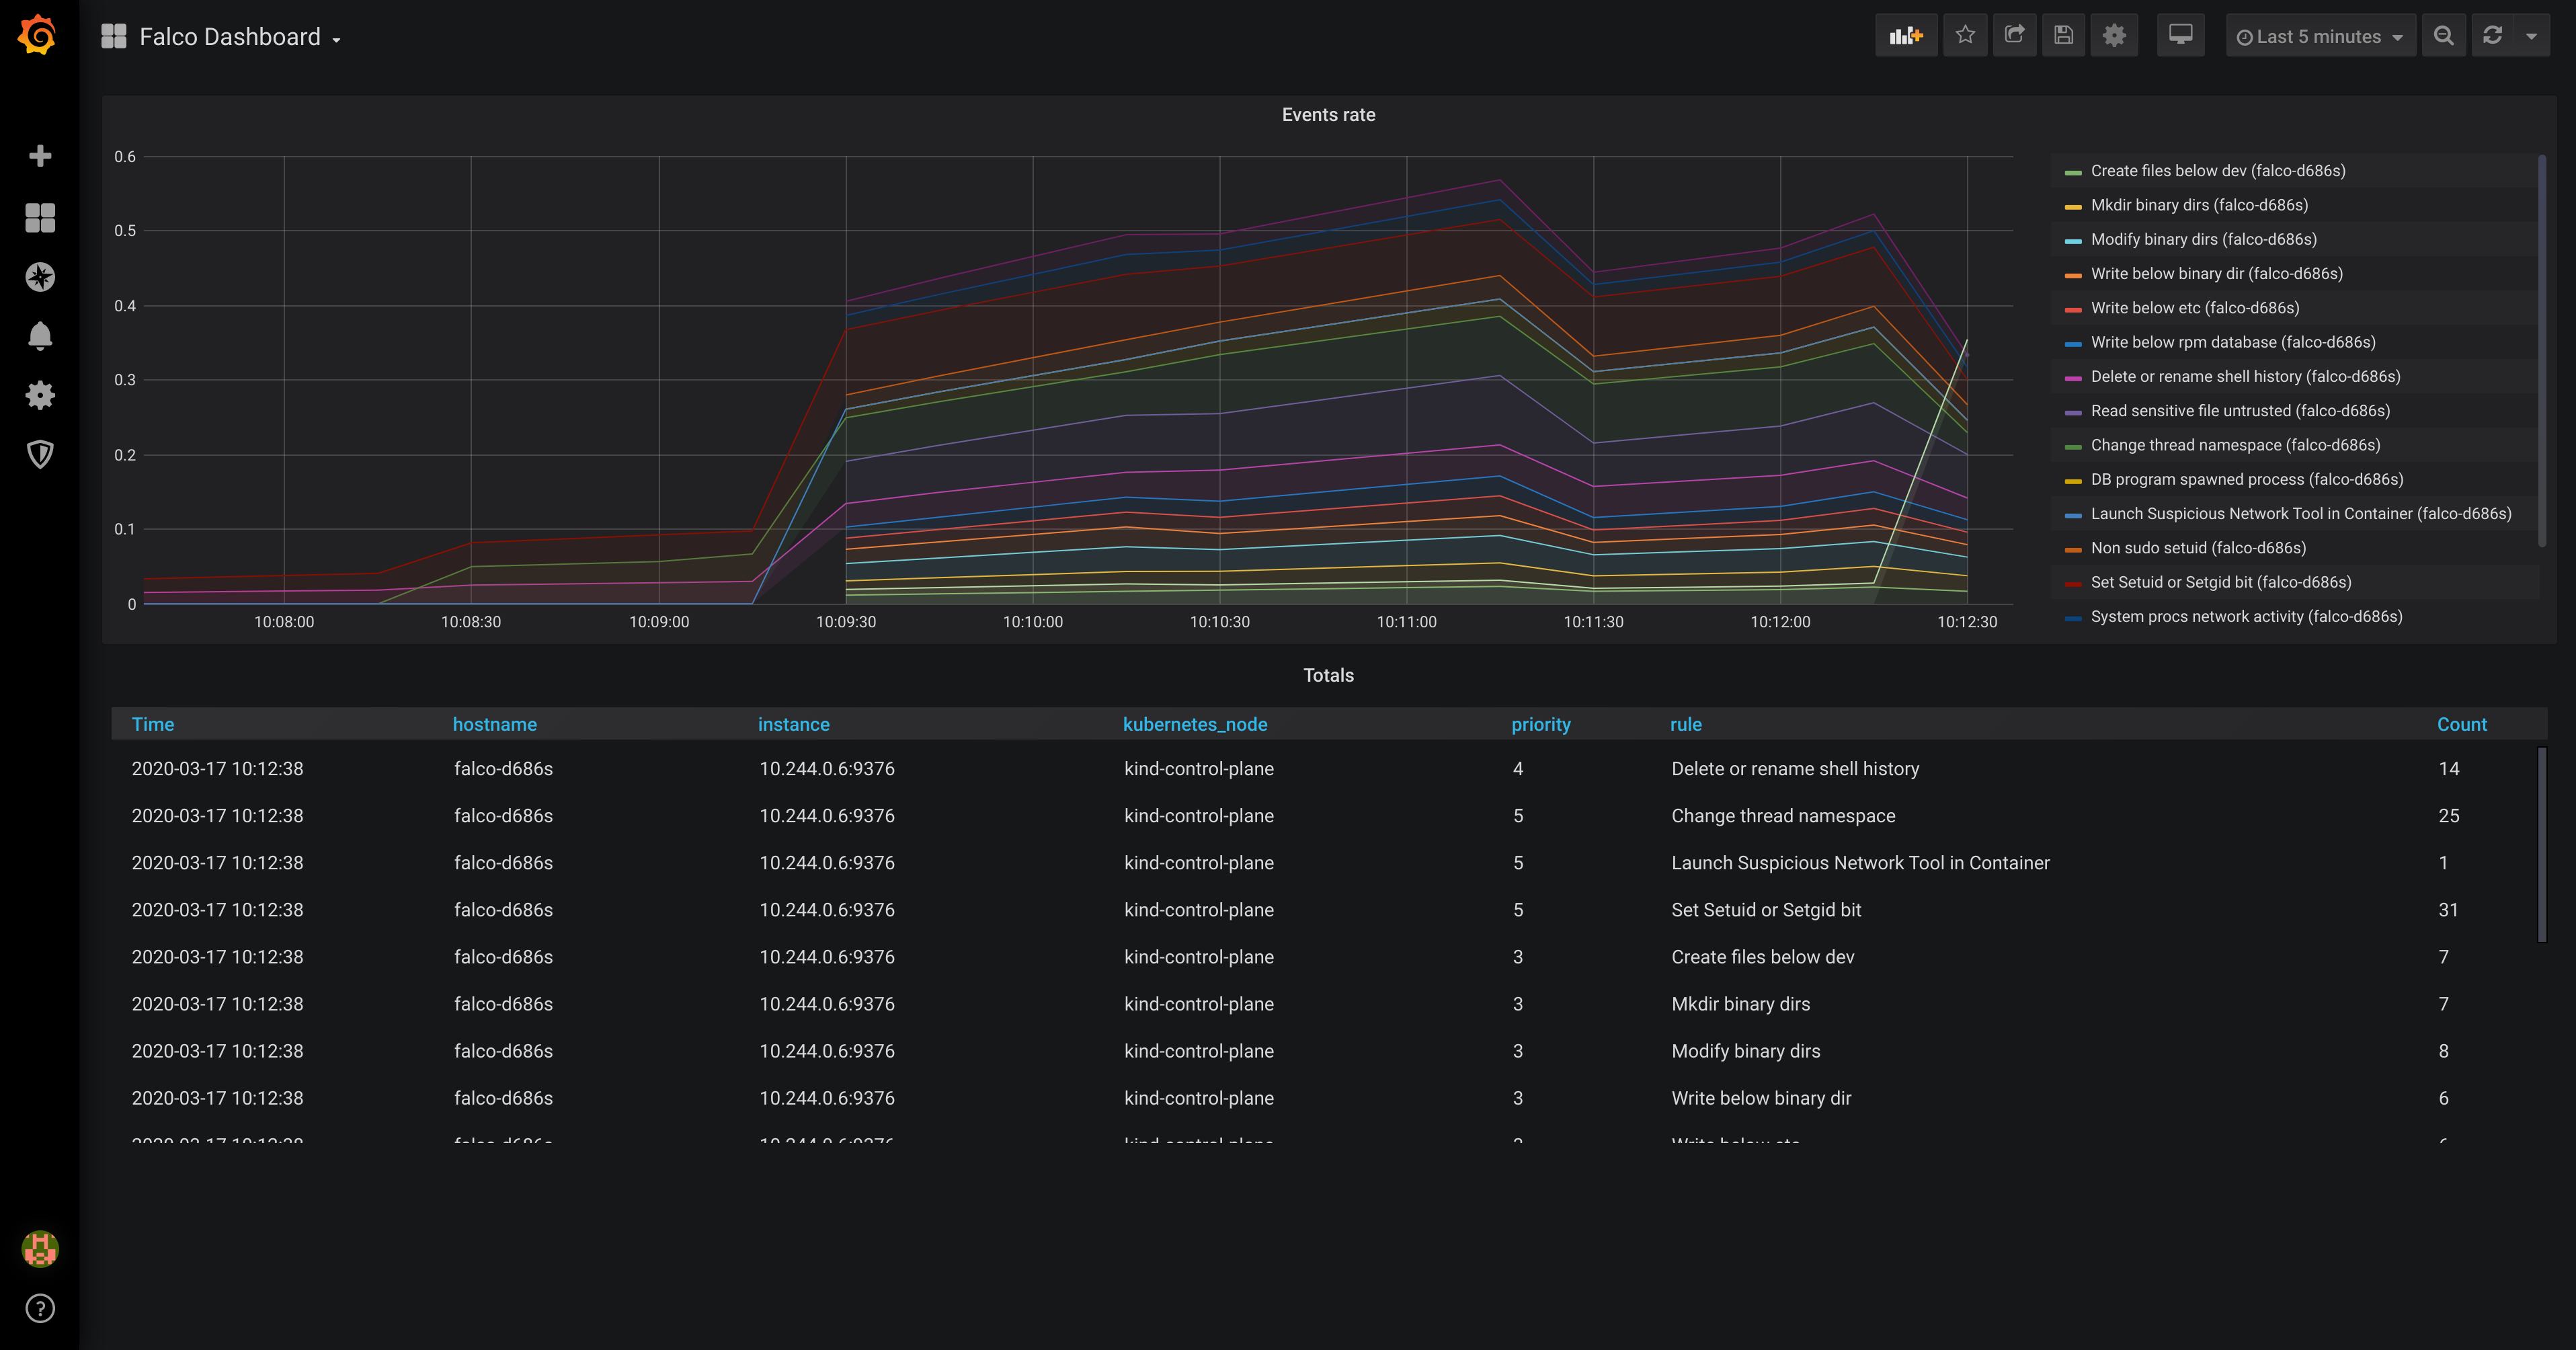 Falco Dashboard
Last 5 minutes
Events rate
0.6
0.5
0.4
0.3
0.2
0.1
0
10:08:00 10:08:30 10:09:00 10:09:30 10:10:00 10:10:30 10:11:00 10:11:30 10:12:00 10:12:30
Create files below dev (falco-d686s)
Mkdir binary dirs (falco-d686s)
Modify binary dirs (falco-d686s)
Write below binary dir (falco-d686s)
Write below etc (falco-d686s)
Write below rpm database (falco-d686s)
Delete or rename shell history (falco-d686s)
Read sensitive file untrusted (falco-d686s)
Change thread namespace (falco-d686s)
DB program spawned process (falco-d686s)
Launch Suspicious Network Tool in Container (falco-d686s)
Non sudo setuid (falco-d686s)
Set Setuid or Setgid bit (falco-d686s)
System procs network activity (falco-d686s)
Totals
Time hostname instance kubernetes_node priority rule Count
2020-03-17 10:12:38 falco-d686s 10.244.0.6:9376 kind-control-plane 4 Delete or rename shell history 14
2020-03-17 10:12:38 falco-d686s 10.244.0.6:9376 kind-control-plane 5 Change thread namespace 25
2020-03-17 10:12:38 falco-d686s 10.244.0.6:9376 kind-control-plane 5 Launch Suspicious Network Tool in Container 1
2020-03-17 10:12:38 falco-d686s 10.244.0.6:9376 kind-control-plane 5 Set Setuid or Setgid bit 31
2020-03-17 10:12:38 falco-d686s 10.244.0.6:9376 kind-control-plane 3 Create files below dev 7
2020-03-17 10:12:38 falco-d686s 10.244.0.6:9376 kind-control-plane 3 Mkdir binary dirs 7
2020-03-17 10:12:38 falco-d686s 10.244.0.6:9376 kind-control-plane 3 Modify binary dirs 8
2020-03-17 10:12:38 falco-d686s 10.244.0.6:9376 kind-control-plane 3 Write below binary dir 6